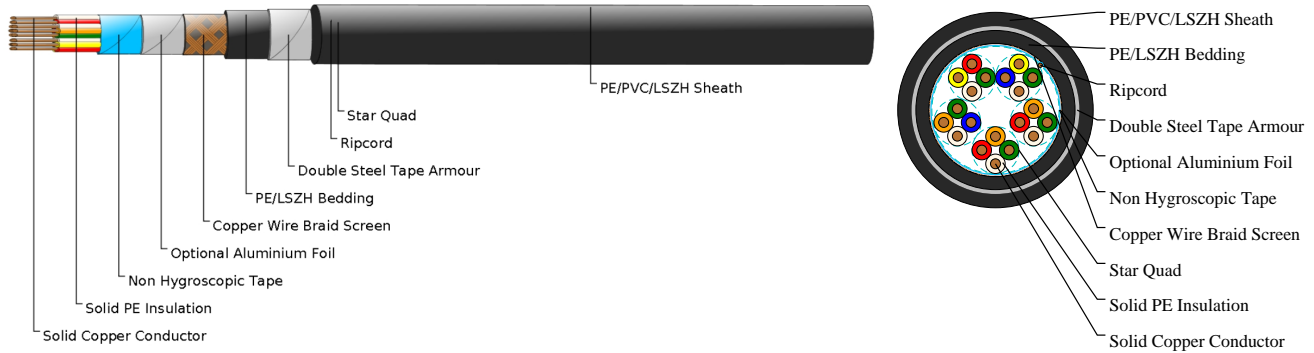 PE/PVC/LSZH Sheath
Star Quad
Ripcord
Double Steel Tape Armour
PE/LSZH Bedding
Copper Wire Braid Screen
Optional Aluminium Foil
Non Hygroscopic Tape
Solid PE Insulation
Solid Copper Conductor
PE/PVC/LSZH Sheath
PE/LSZH Bedding
Ripcord
Double Steel Tape Armour
Optional Aluminium Foil
Non Hygroscopic Tape
Copper Wire Braid Screen
Star Quad
Solid PE Insulation
Solid Copper Conductor